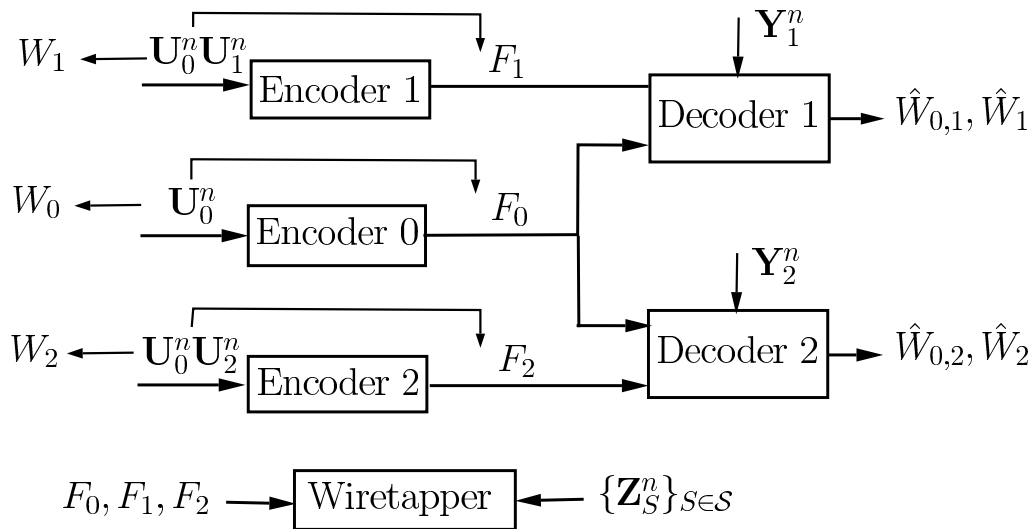 𝐘₁ⁿ
W₁ 𝐔₀ⁿ𝐔₁ⁿ F₁
Encoder 1 Decoder 1 Ŵ₀,₁, Ŵ₁
W₀ 𝐔₀ⁿ F₀
Encoder 0
𝐘₂ⁿ
W₂ 𝐔₀ⁿ𝐔₂ⁿ F₂ Decoder 2 Ŵ₀,₂, Ŵ₂
Encoder 2
F₀, F₁, F₂ Wiretapper {𝐙ⁿ_S}_{S∈𝒮}